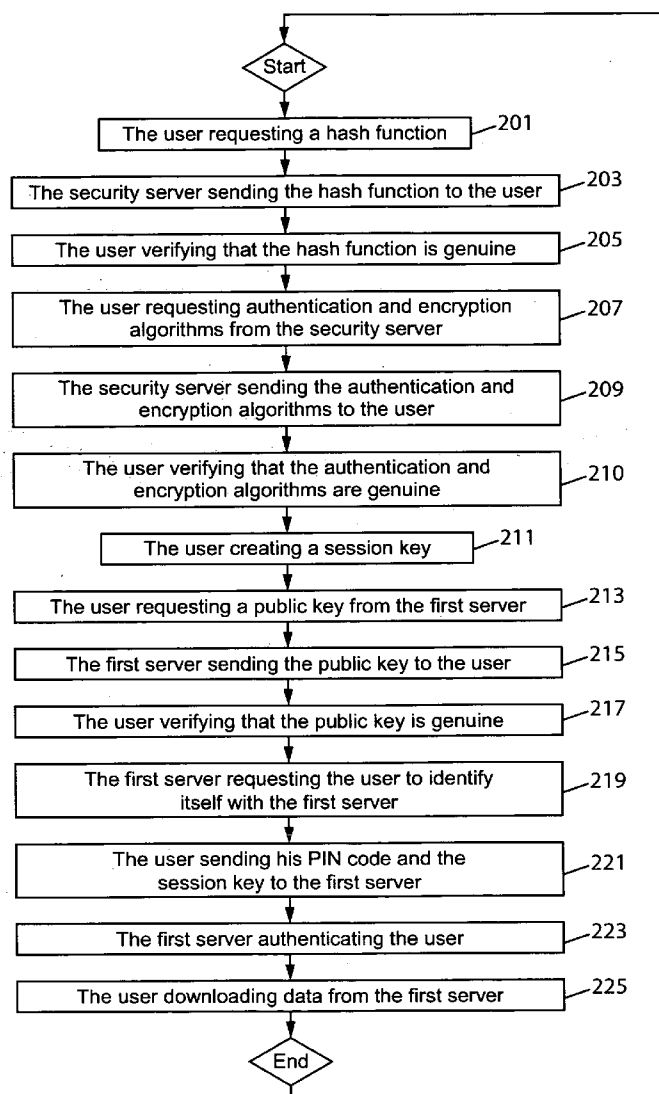 Start
The user requesting a hash function
201
The security server sending the hash function to the user
203
The user verifying that the hash function is genuine
205
The user requesting authentication and encryption
algorithms from the security server
207
The security server sending the authentication and
encryption algorithms to the user
209
The user verifying that the authentication and
encryption algorithms are genuine
210
The user creating a session key
211
The user requesting a public key from the first server
213
The first server sending the public key to the user
215
The user verifying that the public key is genuine
217
The first server requesting the user to identify
itself with the first server
219
The user sending his PIN code and the
session key to the first server
221
The first server authenticating the user
223
The user downloading data from the first server
225
End